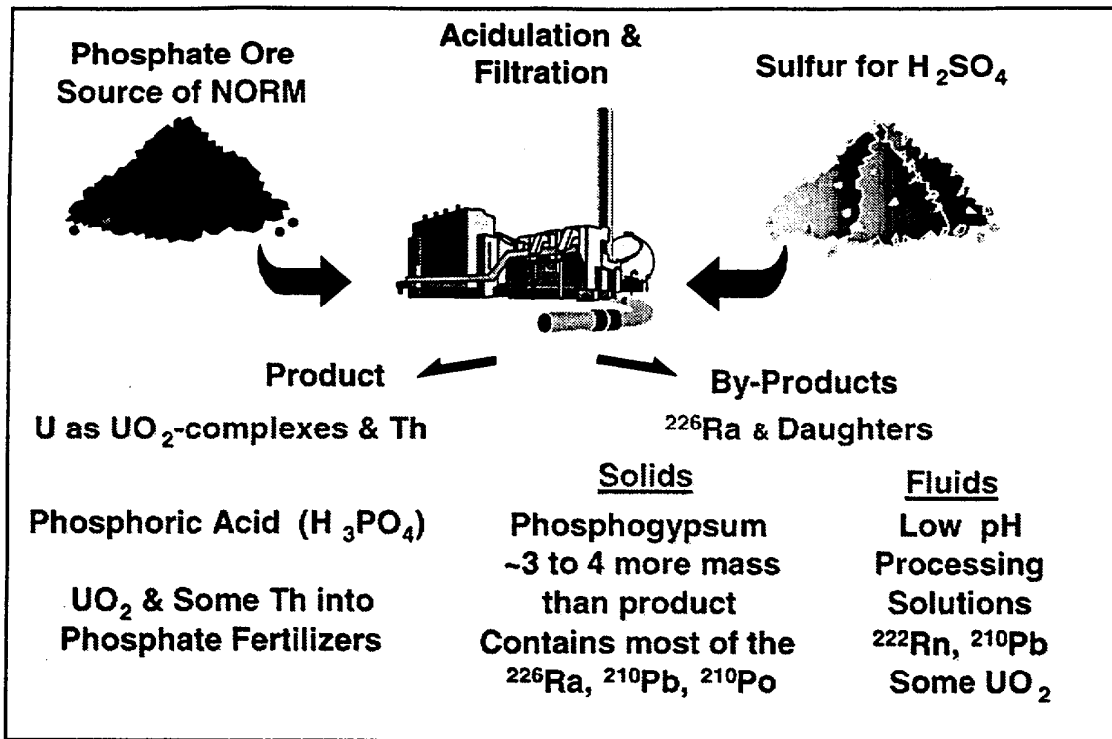 Phosphate Ore
Source of NORM
Acidulation &
Filtration
Sulfur for H₂SO₄
Product
U as UO₂-complexes & Th
Phosphoric Acid (H₃PO₄)
UO₂ & Some Th into
Phosphate Fertilizers
By-Products
²²⁶Ra & Daughters
Solids
Phosphogypsum
~3 to 4 more mass
than product
Contains most of the
²²⁶Ra, ²¹⁰Pb, ²¹⁰Po
Fluids
Low pH
Processing
Solutions
²²²Rn, ²¹⁰Pb
Some UO₂